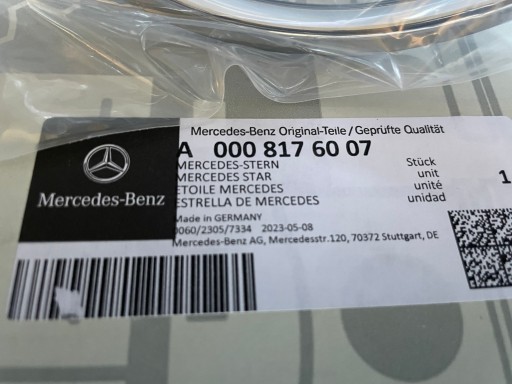 Mercedes-Benz Original-Teile/Geprüfte Qualität
A 000 817 60 07
MERCEDES-STERN
MERCEDES STAR
ETOILE MERCEDES
ESTRELLA DE MERCEDES
Stück
unit
unité
unidad
1
Mercedes-Benz
Made in GERMANY
0060/2305/7334 2023-05-08
Mercedes-Benz AG, Mercedesstr.120, 70372 Stuttgart, DE